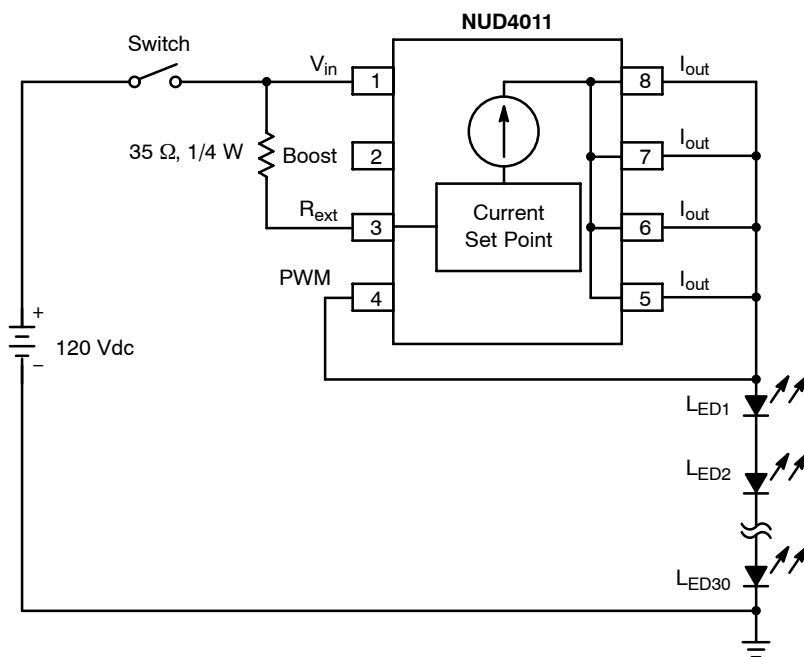 NUD4011
Switch
V_in
1
8
I_out
35 Ω, 1/4 W
Boost
2
7
I_out
R_ext
3
Current
Set Point
6
I_out
PWM
4
5
I_out
+
120 Vdc
−
L_ED1
L_ED2
L_ED30